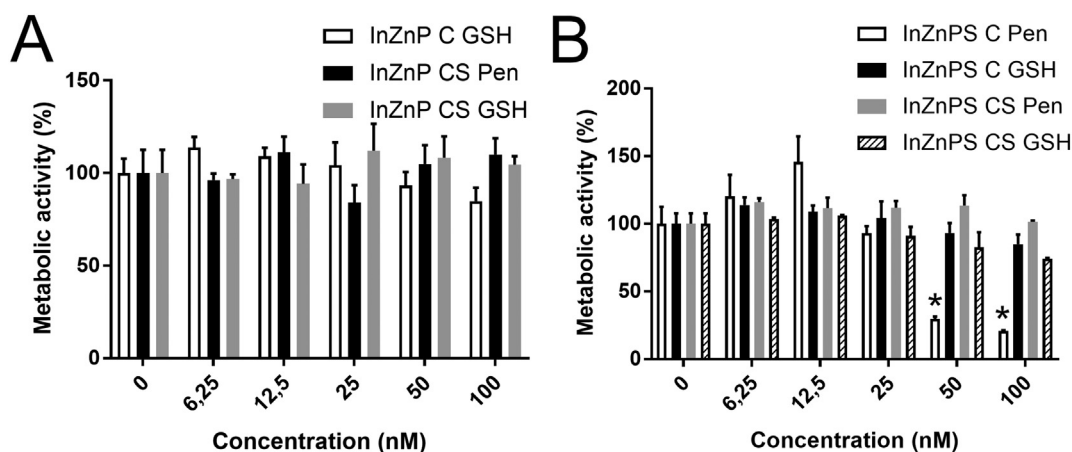 A
InZnP C GSH
InZnP CS Pen
InZnP CS GSH
150
100
50
0
Metabolic activity (%)
0
6,25
12,5
25
50
100
Concentration (nM)
B
InZnPS C Pen
InZnPS C GSH
InZnPS CS Pen
InZnPS CS GSH
200
150
100
50
0
Metabolic activity (%)
*
*
0
6,25
12,5
25
50
100
Concentration (nM)